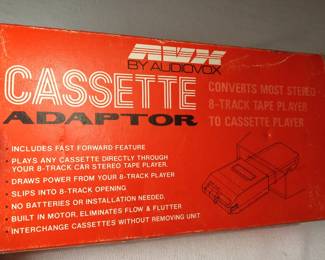 AVX
BY AUDIOVOX
CASSETTE
ADAPTOR
CONVERTS MOST STEREO
8-TRACK TAPE PLAYER
TO CASSETTE PLAYER
• INCLUDES FAST FORWARD FEATURE
• PLAYS ANY CASSETTE DIRECTLY THROUGH
YOUR 8-TRACK CAR STEREO TAPE PLAYER.
• DRAWS POWER FROM YOUR 8-TRACK PLAYER
• SLIPS INTO 8-TRACK OPENING
• NO BATTERIES OR INSTALLATION NEEDED.
• BUILT IN MOTOR, ELIMINATES FLOW & FLUTTER
• INTERCHANGE CASSETTES WITHOUT REMOVING UNIT